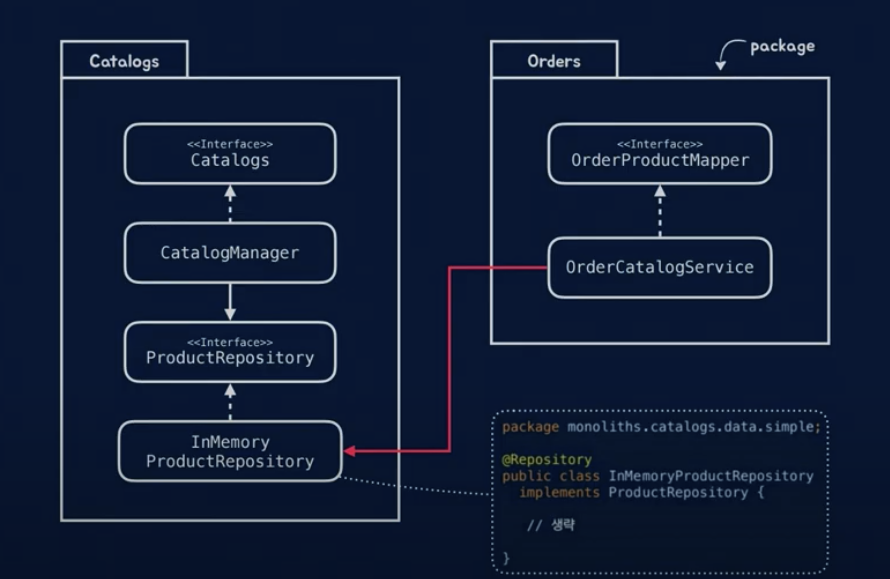 Catalogs
<<Interface>>
Catalogs
CatalogManager
<<Interface>>
ProductRepository
InMemory
ProductRepository
Orders
package
<<Interface>>
OrderProductMapper
OrderCatalogService
package monoliths.catalogs.data.simple;
@Repository
public class InMemoryProductRepository
implements ProductRepository {
// 생략
}